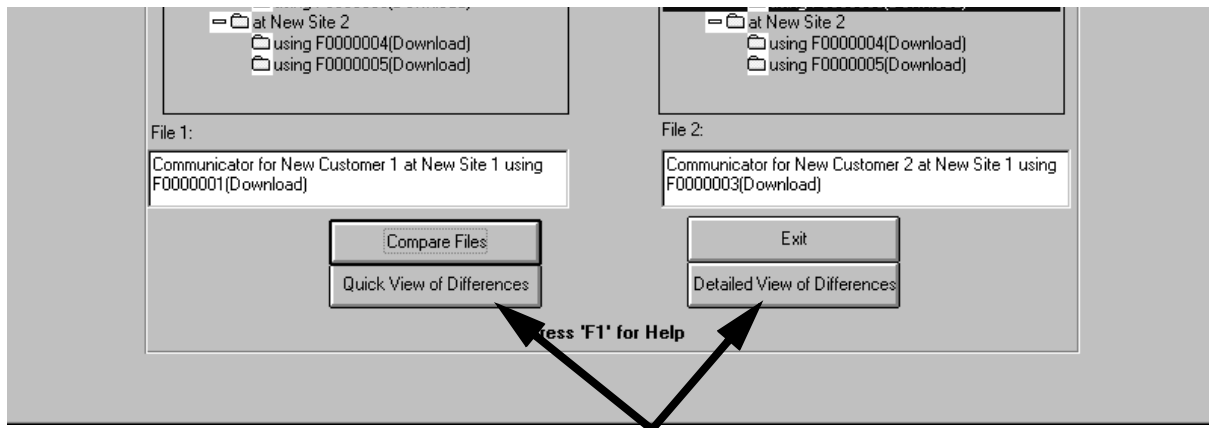 at New Site 2
using F0000004(Download)
using F0000005(Download)
at New Site 2
using F0000004(Download)
using F0000005(Download)
File 1:
Communicator for New Customer 1 at New Site 1 using
F0000001(Download)
File 2:
Communicator for New Customer 2 at New Site 1 using
F0000003(Download)
Compare Files
Exit
Quick View of Differences
Detailed View of Differences
ress 'F1' for Help